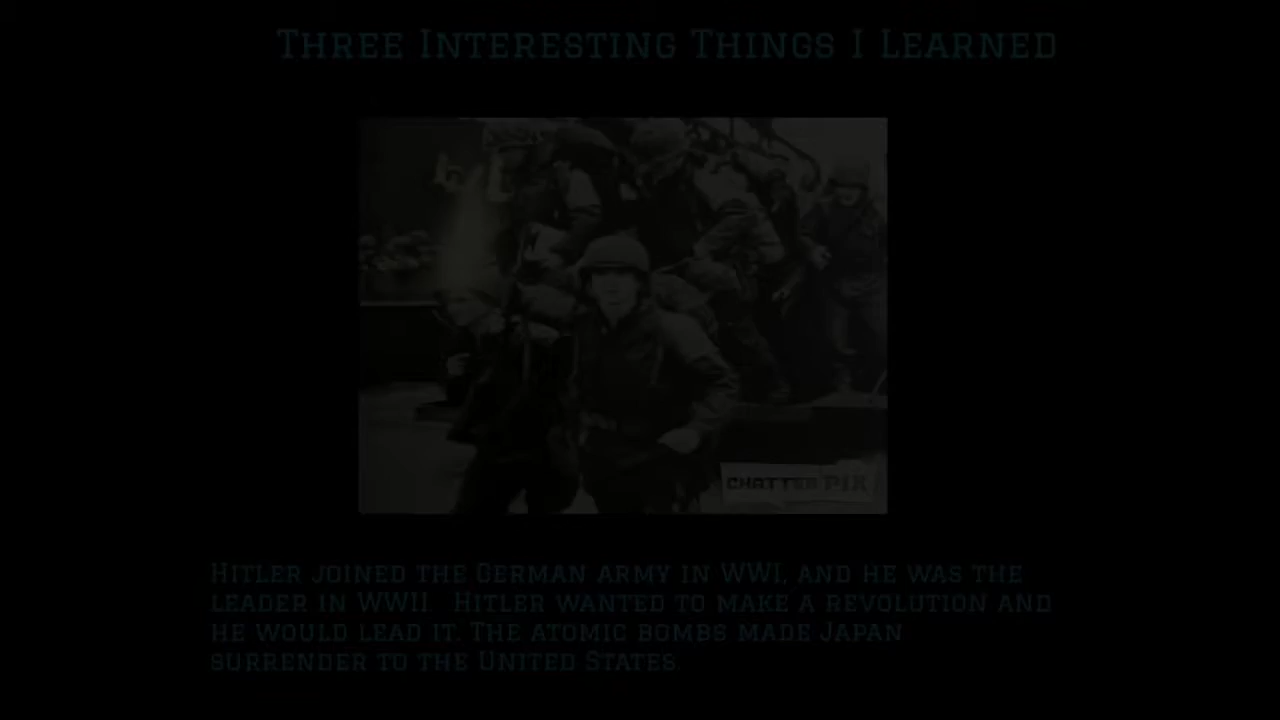 Three Interesting Things I Learned
ChatterPix
Hitler joined the German army in WWI, and he was the
leader in WWII.  Hitler wanted to make a revolution and
he would lead it. The atomic bombs made Japan
surrender to the United States